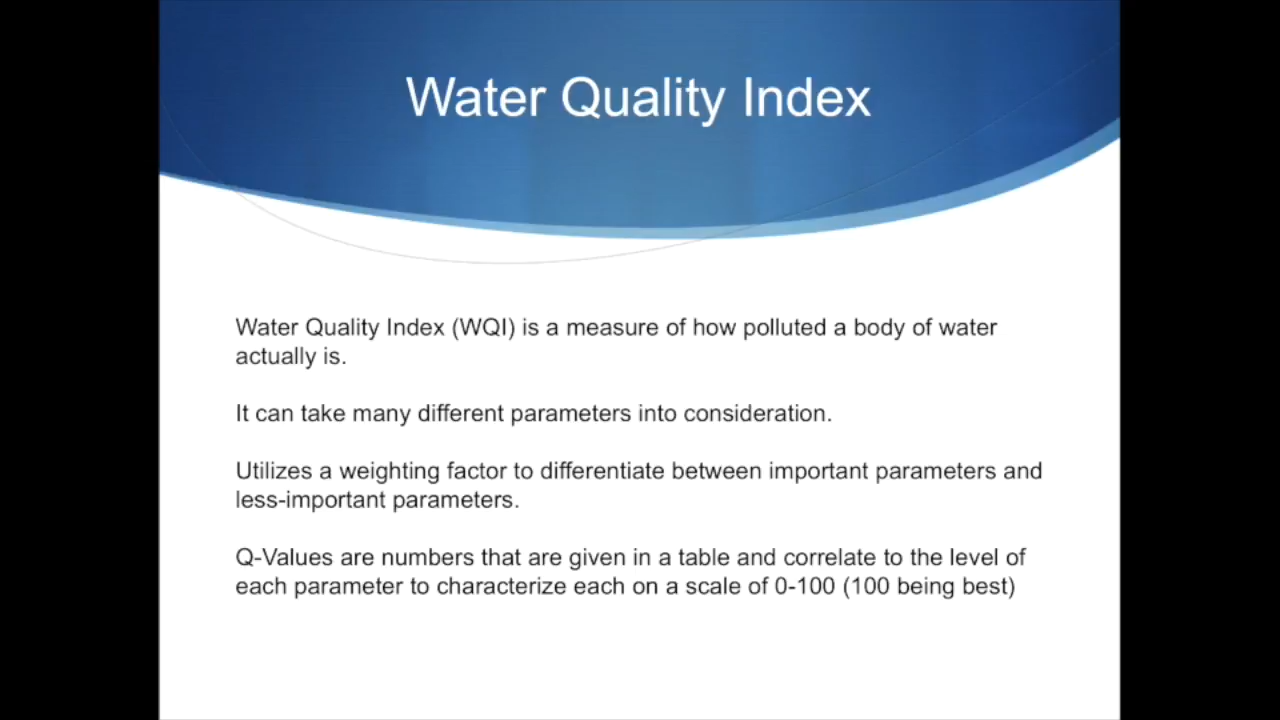 Water Quality Index
Water Quality Index (WQI) is a measure of how polluted a body of water
actually is.
It can take many different parameters into consideration.
Utilizes a weighting factor to differentiate between important parameters and
less-important parameters.
Q-Values are numbers that are given in a table and correlate to the level of
each parameter to characterize each on a scale of 0-100 (100 being best)